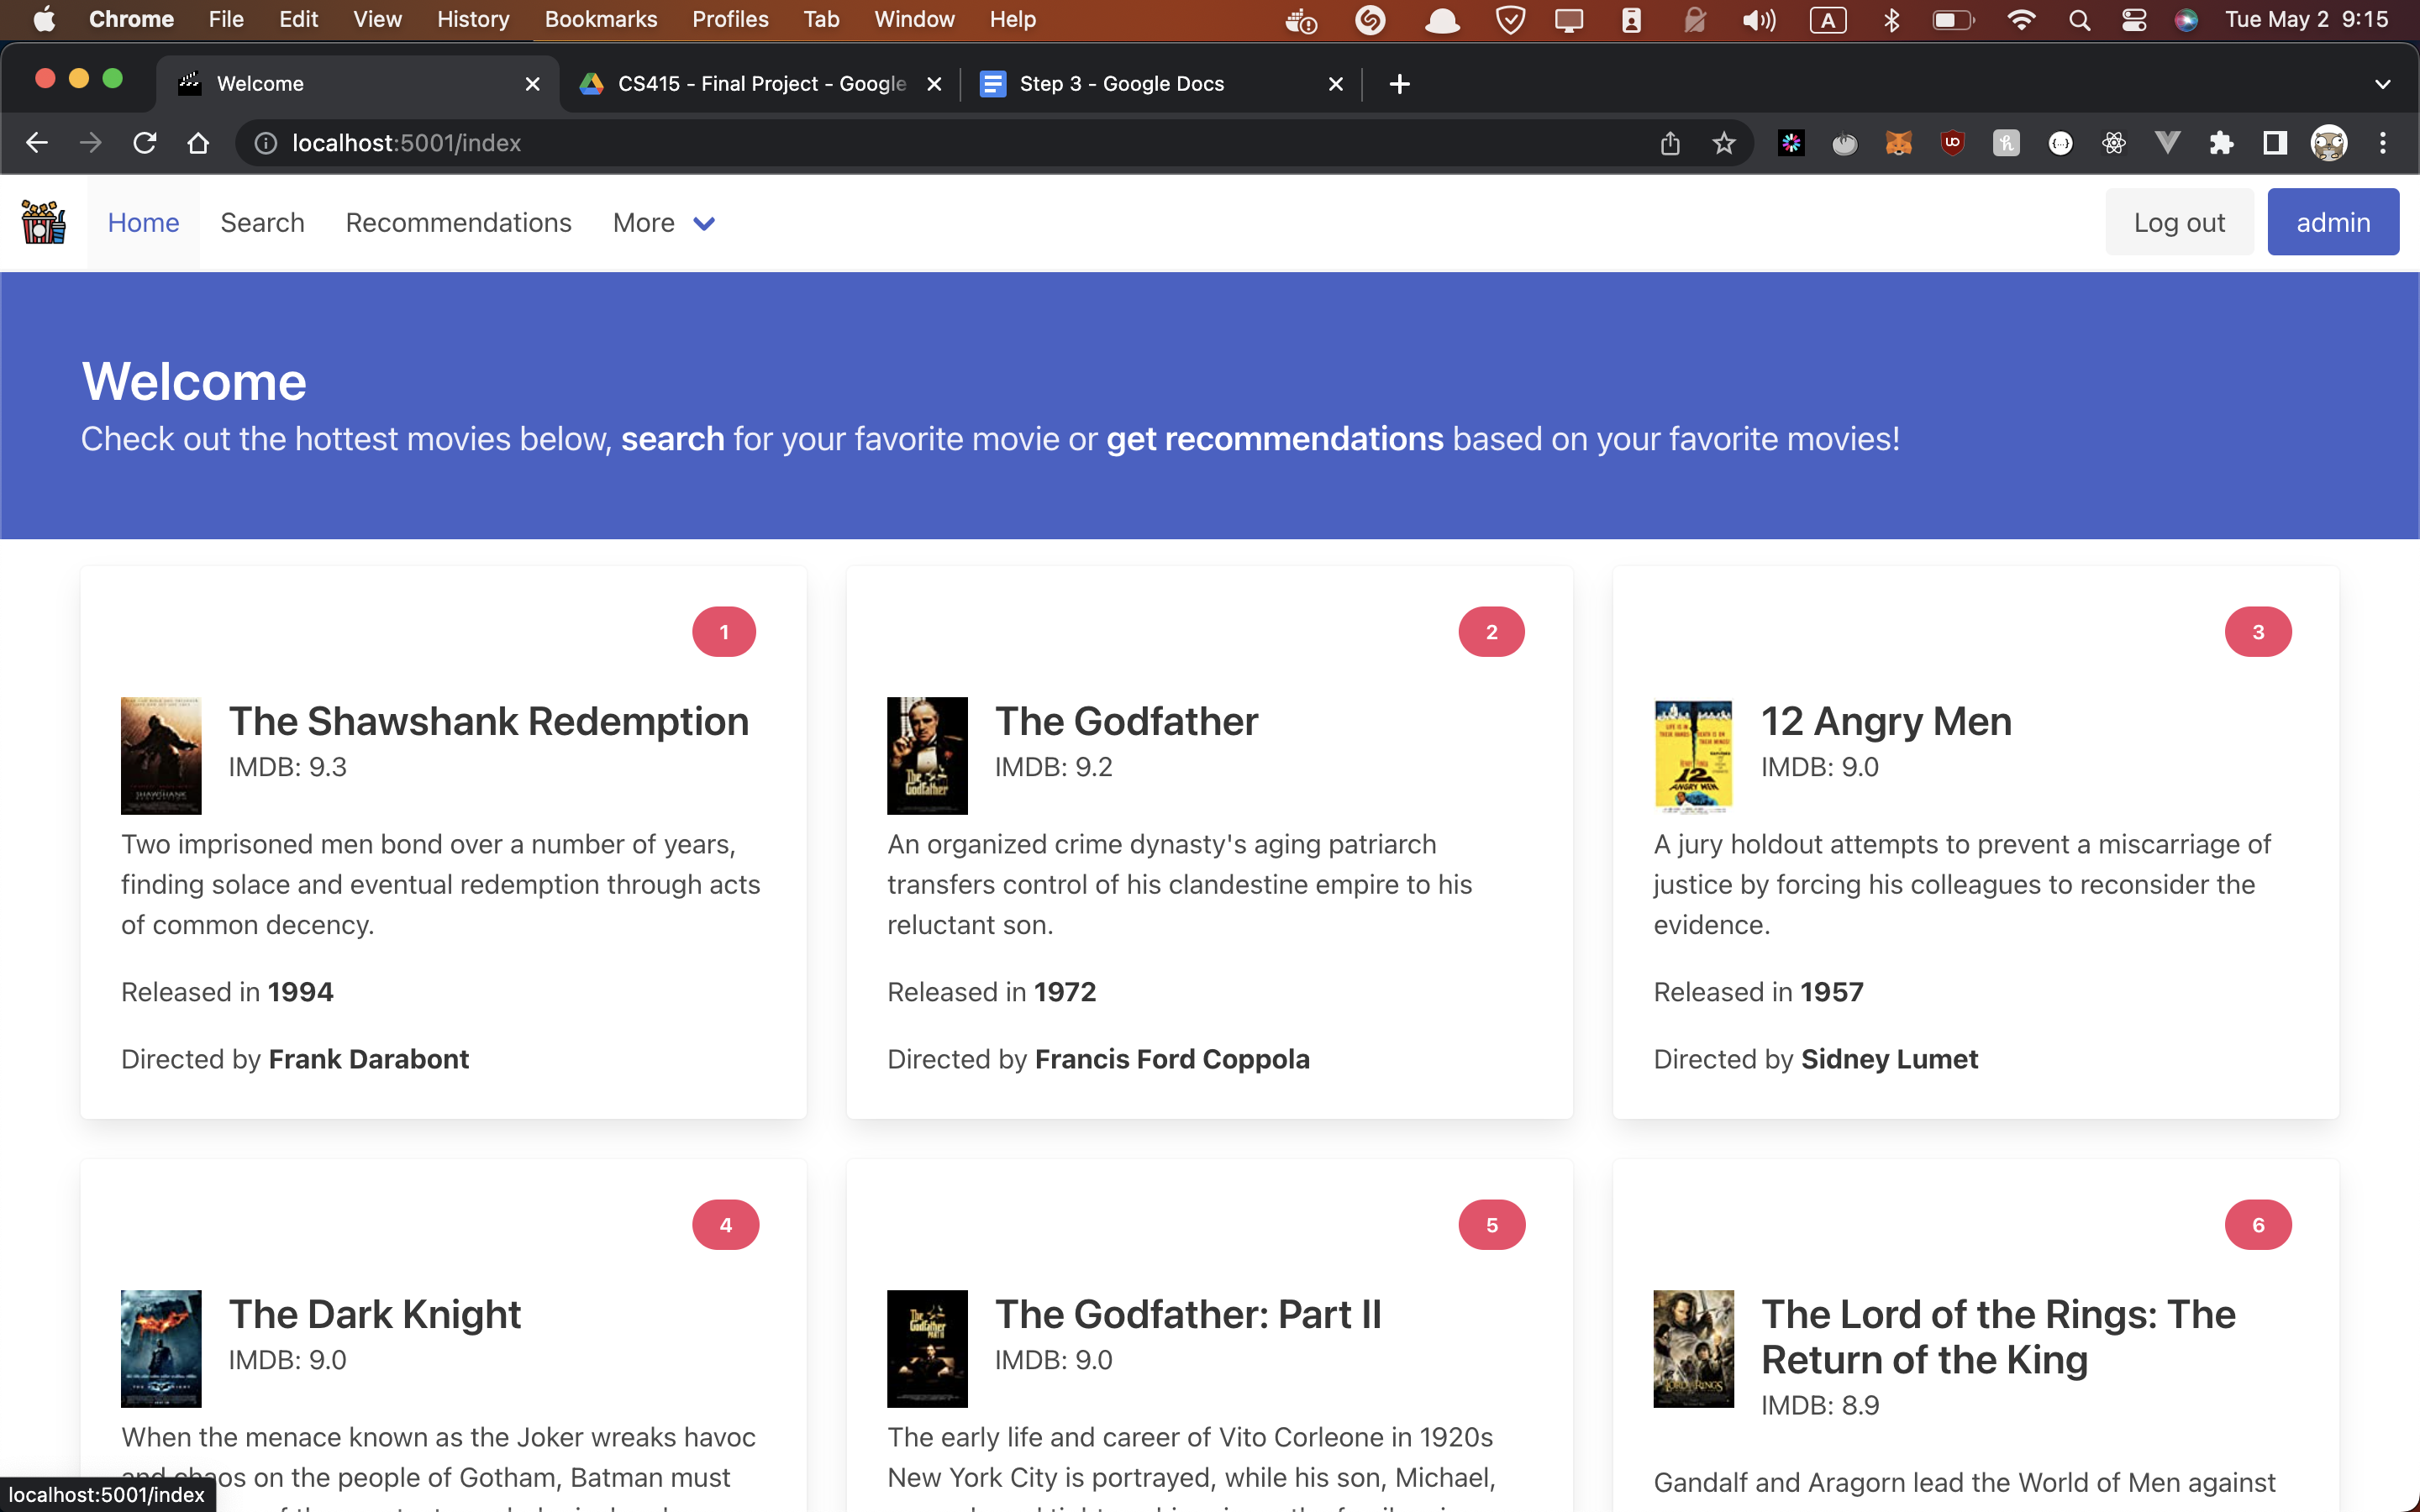 Chrome File Edit View History Bookmarks Profiles Tab Window Help A Tue May 2 9:15
Welcome CS415 - Final Project - Google Step 3 - Google Docs
localhost:5001/index
Home Search Recommendations More Log out admin
Welcome
Check out the hottest movies below, search for your favorite movie or get recommendations based on your favorite movies!
1
The Shawshank Redemption
IMDB: 9.3
Two imprisoned men bond over a number of years,
finding solace and eventual redemption through acts
of common decency.
Released in 1994
Directed by Frank Darabont
2
The Godfather
IMDB: 9.2
An organized crime dynasty's aging patriarch
transfers control of his clandestine empire to his
reluctant son.
Released in 1972
Directed by Francis Ford Coppola
3
12 Angry Men
IMDB: 9.0
A jury holdout attempts to prevent a miscarriage of
justice by forcing his colleagues to reconsider the
evidence.
Released in 1957
Directed by Sidney Lumet
4
The Dark Knight
IMDB: 9.0
When the menace known as the Joker wreaks havoc
and chaos on the people of Gotham, Batman must
5
The Godfather: Part II
IMDB: 9.0
The early life and career of Vito Corleone in 1920s
New York City is portrayed, while his son, Michael,
6
The Lord of the Rings: The
Return of the King
IMDB: 8.9
Gandalf and Aragorn lead the World of Men against
localhost:5001/index